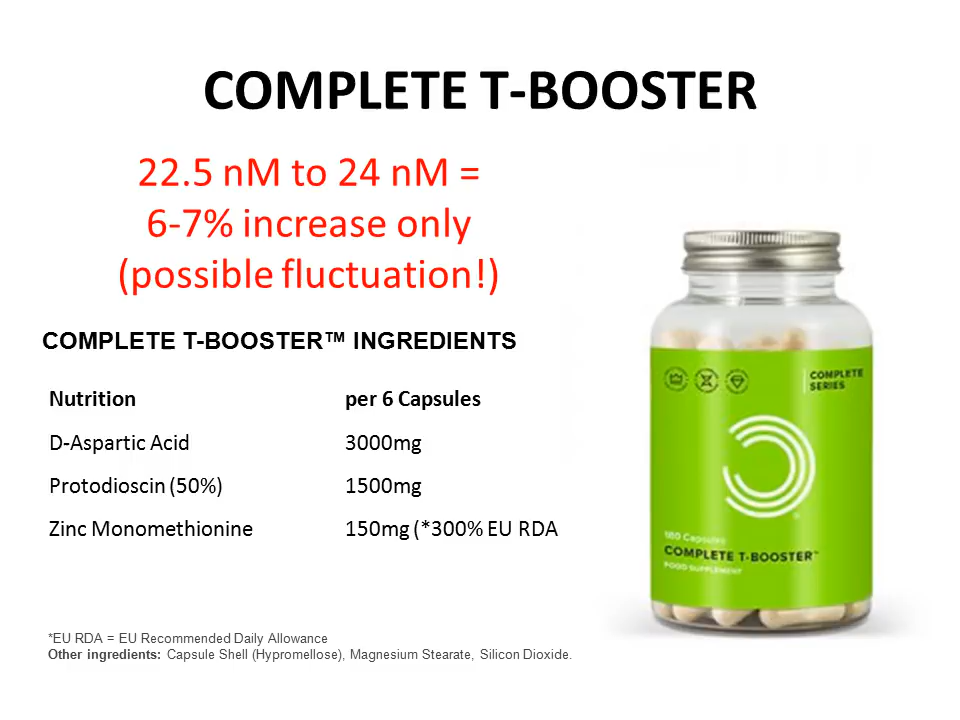 COMPLETE T-BOOSTER
22.5 nM to 24 nM =
6-7% increase only
(possible fluctuation!)
COMPLETE T-BOOSTER™ INGREDIENTS
Nutrition per 6 Capsules
D-Aspartic Acid 3000mg
Protodioscin (50%) 1500mg
Zinc Monomethionine 150mg (*300% EU RDA
*EU RDA = EU Recommended Daily Allowance
Other ingredients: Capsule Shell (Hypromellose), Magnesium Stearate, Silicon Dioxide.
COMPLETE
SERIES
180 Capsules
COMPLETE T-BOOSTER™
FOOD SUPPLEMENT